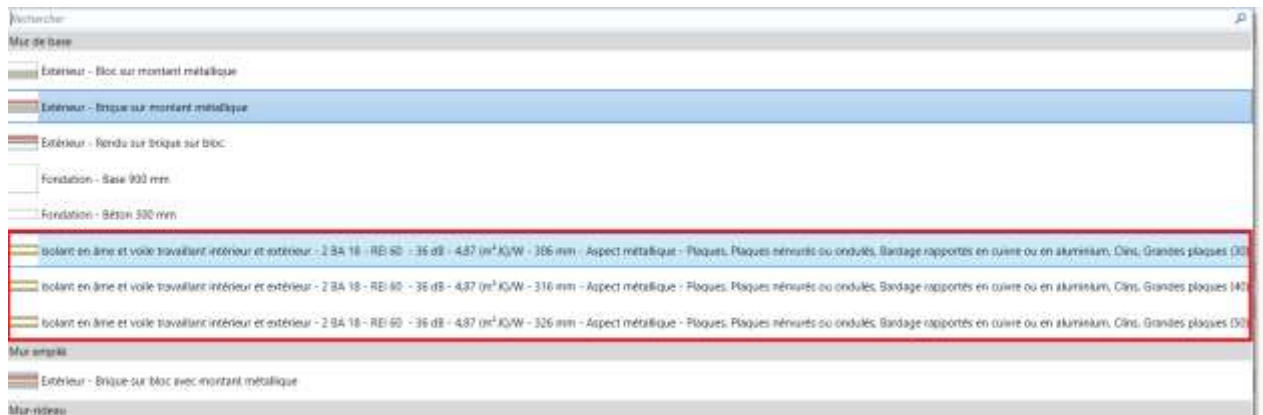 Rechercher
Mur de base
Extérieur - Bloc sur montant métallique
Extérieur - Brique sur montant métallique
Extérieur - Rendu sur brique sur bloc
Fondation - Base 900 mm
Fondation - Béton 300 mm
Isolant en âme et voile travaillant intérieur et extérieur - 2 BA 18 - REI 60 - 36 dB - 4,87 (m².K)/W - 306 mm - Aspect métallique - Plaques, Plaques nérvurés ou ondulés, Bardage rapportés en cuivre ou en aluminium, Clins, Grandes plaques (30)
Isolant en âme et voile travaillant intérieur et extérieur - 2 BA 18 - REI 60 - 36 dB - 4,87 (m².K)/W - 316 mm - Aspect métallique - Plaques, Plaques nérvurés ou ondulés, Bardage rapportés en cuivre ou en aluminium, Clins, Grandes plaques (40)
Isolant en âme et voile travaillant intérieur et extérieur - 2 BA 18 - REI 60 - 36 dB - 4,87 (m².K)/W - 326 mm - Aspect métallique - Plaques, Plaques nérvurés ou ondulés, Bardage rapportés en cuivre ou en aluminium, Clins, Grandes plaques (50)
Mur empilé
Extérieur - Brique sur bloc avec montant métallique
Mur-rideau